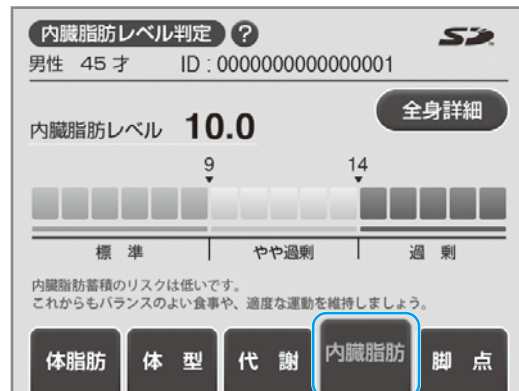 内臓脂肪レベル判定 ? SD
男性 45才 ID : 0000000000000001
内臓脂肪レベル 10.0 全身詳細
9 14
標 準 やや過剰 過 剰
内臓脂肪蓄積のリスクは低いです。
これからもバランスのよい食事や、適度な運動を維持しましょう。
体脂肪 体 型 代 謝 内臓脂肪 脚 点